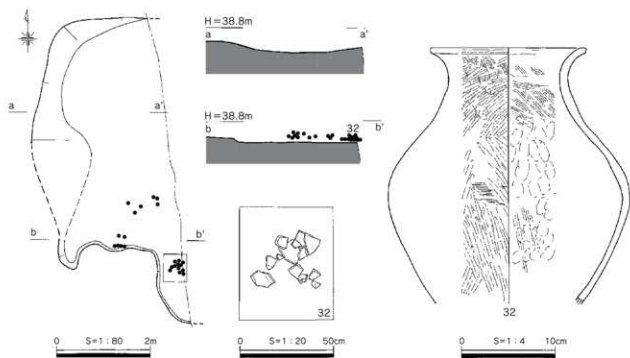 H=38.8m
a a'
a a'
H=38.8m
b 32 b'
b b'
32
32
0 S=1:80 2m
0 S=1:20 50cm
0 S=1:4 10cm